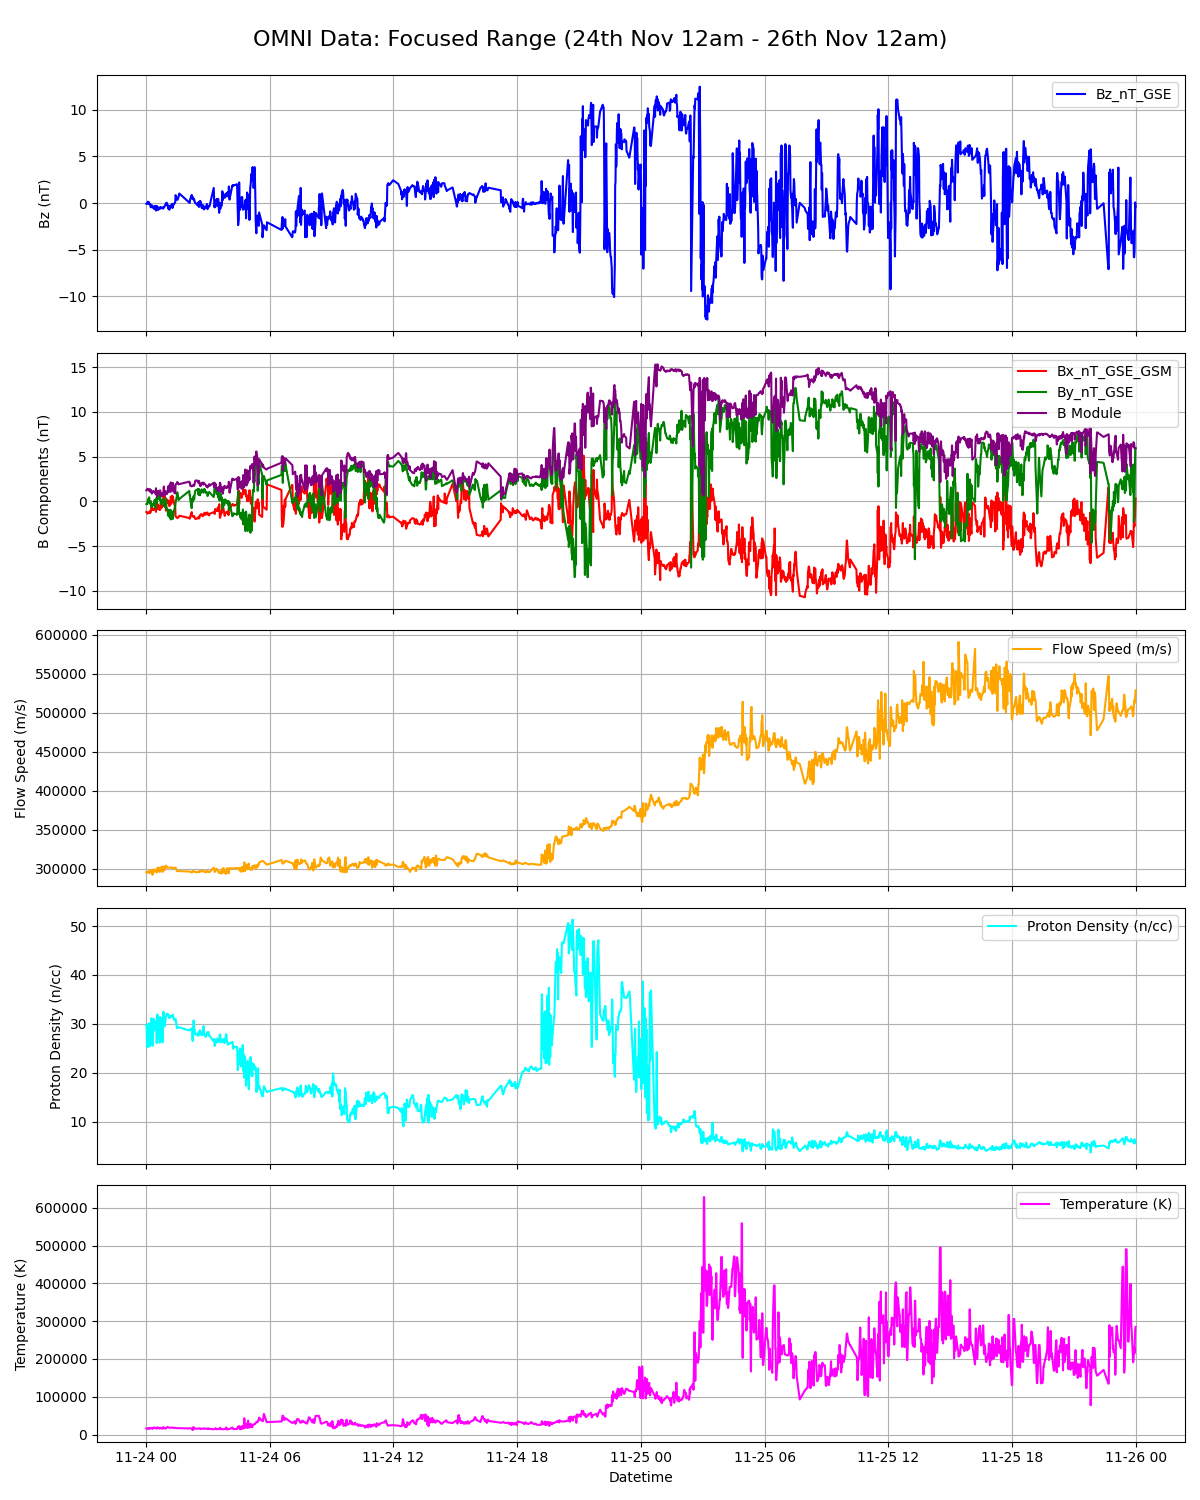 OMNI Data: Focused Range (24th Nov 12am - 26th Nov 12am)
Bz (nT)
10
5
0
−5
−10
Bz_nT_GSE
B Components (nT)
15
10
5
0
−5
−10
Bx_nT_GSE_GSM
By_nT_GSE
B Module
Flow Speed (m/s)
600000
550000
500000
450000
400000
350000
300000
Flow Speed (m/s)
Proton Density (n/cc)
50
40
30
20
10
Proton Density (n/cc)
Temperature (K)
600000
500000
400000
300000
200000
100000
0
Temperature (K)
11-24 00 11-24 06 11-24 12 11-24 18 11-25 00 11-25 06 11-25 12 11-25 18 11-26 00
Datetime